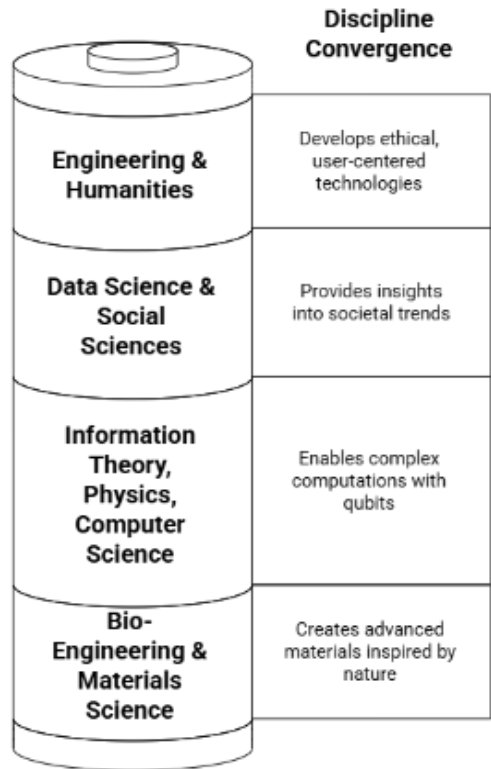 Discipline
Convergence
Engineering &
Humanities
Develops ethical,
user-centered
technologies
Data Science &
Social
Sciences
Provides insights
into societal trends
Information
Theory,
Physics,
Computer
Science
Enables complex
computations with
qubits
Bio-
Engineering &
Materials
Science
Creates advanced
materials inspired by
nature